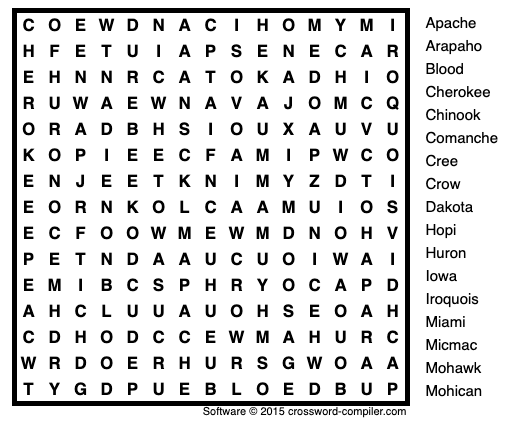 C O E W D N A C I H O M Y M I
H F E T U I A P S E N E C A R
E H N N R C A T O K A D H I O
R U W A E W N A V A J O M C Q
O R A D B H S I O U X A U V U
K O P I E E C F A M I P W C O
E N J E E T K N I M Y Z D T I
E O R N K O L C A A M U I O S
E C F O O W M E W M D N O H V
P E T N D A A U C U O I W A I
E M I B C S P H R Y O C A P D
A H C L U U A U O H S E O A H
C D H O D C C E W M A H U R C
W R D O E R H U R S G W O A A
T Y G D P U E B L O E D B U P
Apache
Arapaho
Blood
Cherokee
Chinook
Comanche
Cree
Crow
Dakota
Hopi
Huron
Iowa
Iroquois
Miami
Micmac
Mohawk
Mohican
Software © 2015 crossword-compiler.com